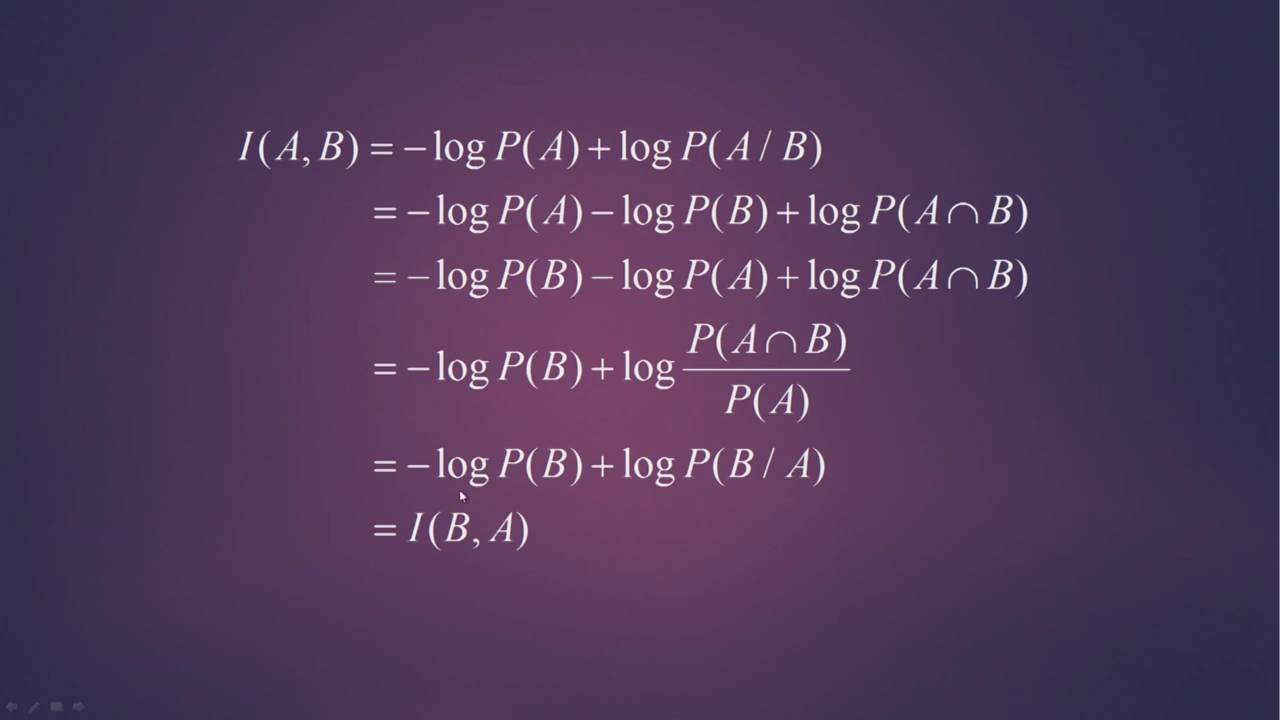 I(A, B) = −log P(A) + log P(A / B)
= −log P(A) − log P(B) + log P(A ∩ B)
= −log P(B) − log P(A) + log P(A ∩ B)
= −log P(B) + log P(A ∩ B) / P(A)
= −log P(B) + log P(B / A)
= I(B, A)